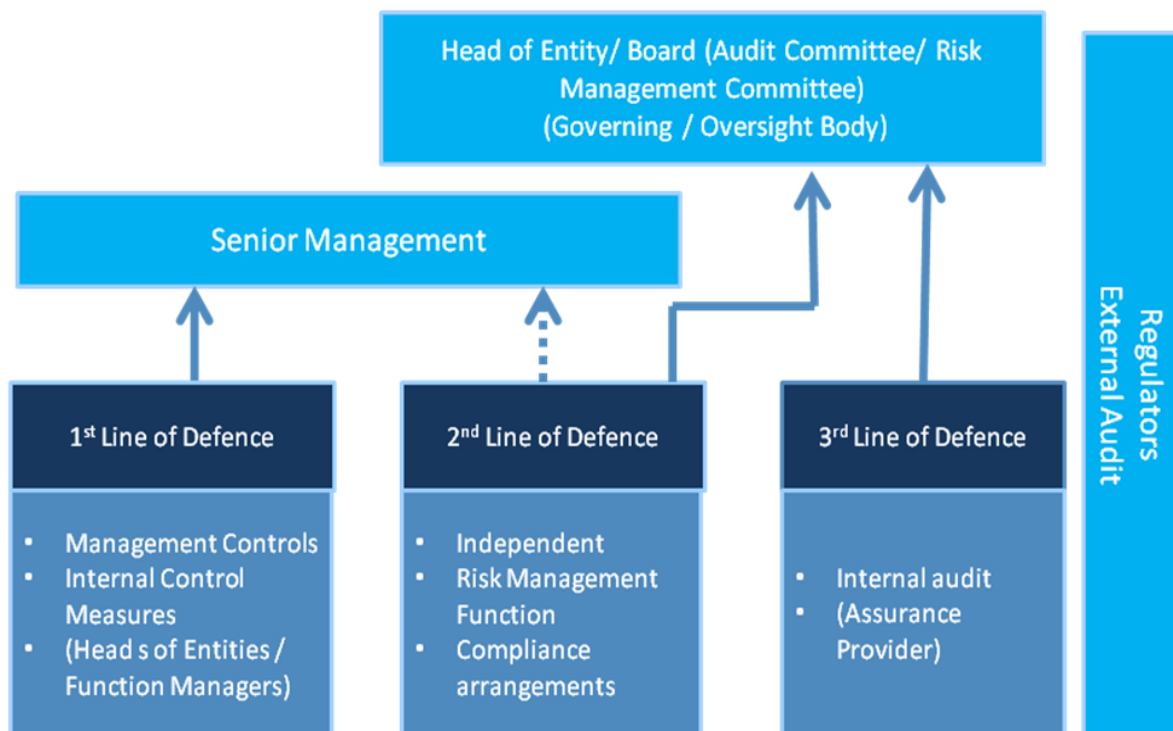 Head of Entity/ Board (Audit Committee/ Risk
Management Committee)
(Governing / Oversight Body)
Senior Management
1st Line of Defence
2nd Line of Defence
3rd Line of Defence
▪ Management Controls
▪ Internal Control
Measures
▪ (Head s of Entities /
Function Managers)
▪ Independent
▪ Risk Management
Function
▪ Compliance
arrangements
▪ Internal audit
▪ (Assurance
Provider)
Regulators
External Audit